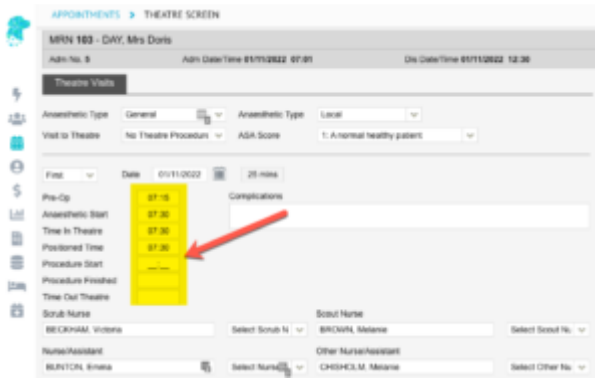 APPOINTMENTS > THEATRE SCREEN
MRN 103 - DAY, Mrs Doris
Adm No. 5 Adm Date/Time 01/11/2022 07:01 Dis Date/Time 01/11/2022 12:30
Theatre Visits
Anaesthetic Type General Anaesthetic Type Local
Visit to Theatre No Theatre Procedure ASA Score 1: A normal healthy patient
First Date 01/11/2022 25 mins
Pre-Op 07:15 Complications
Anaesthetic Start 07:30
Time In Theatre 07:30
Positioned Time 07:30
Procedure Start __:__
Procedure Finished
Time Out Theatre
Scrub Nurse Scout Nurse
BECKHAM, Victoria Select Scrub N BROWN, Melanie Select Scout Nu
Nurse/Assistant Other Nurse/Assistant
BUNTON, Emma Select Nurse CHISHOLM, Melanie Select Other Nu